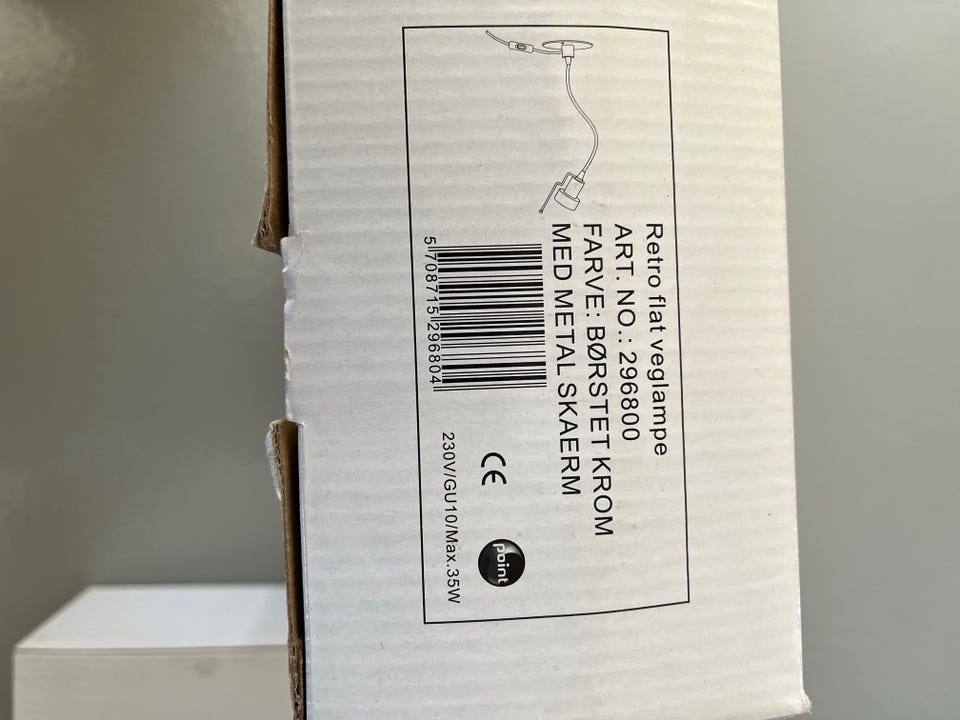 Retro flat veglampe
ART. NO.: 296800
FARVE: BØRSTET KROM
MED METAL SKAERM
5 708715 296804
CE
point
230V/GU10/Max.35W